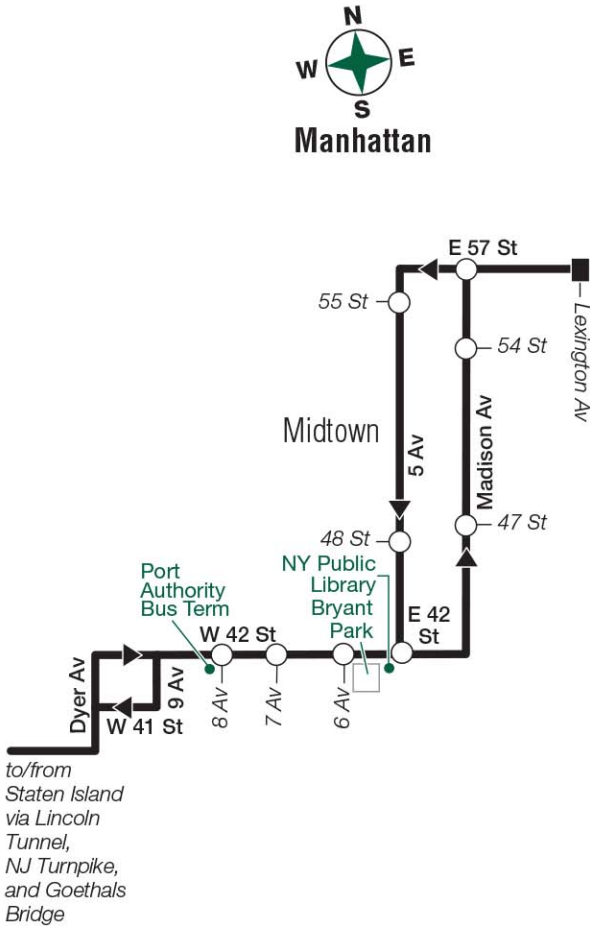 N
W
E
S
Manhattan
E 57 St
55 St
Lexington Av
54 St
Midtown
5 Av
Madison Av
47 St
48 St
NY Public
Library
Bryant
Park
Port
Authority
Bus Term
E 42
St
W 42 St
Dyer Av
9 Av
8 Av
7 Av
6 Av
W 41 St
to/from
Staten Island
via Lincoln
Tunnel,
NJ Turnpike,
and Goethals
Bridge